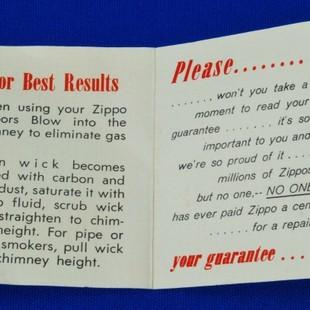 or Best Results
en using your Zippo
ors Blow into the
ney to eliminate gas
n wick becomes
ed with carbon and
dust, saturate it with
o fluid, scrub wick
straighten to chim-
height. For pipe or
smokers, pull wick
chimney height.
Please........
.......won't you take a
moment to read your
guarantee .......it's so
important to you and
we're so proud of it....
millions of Zippos
but no one,-- NO ONE
has ever paid Zippo a cen
......for a repai
your guarantee ....